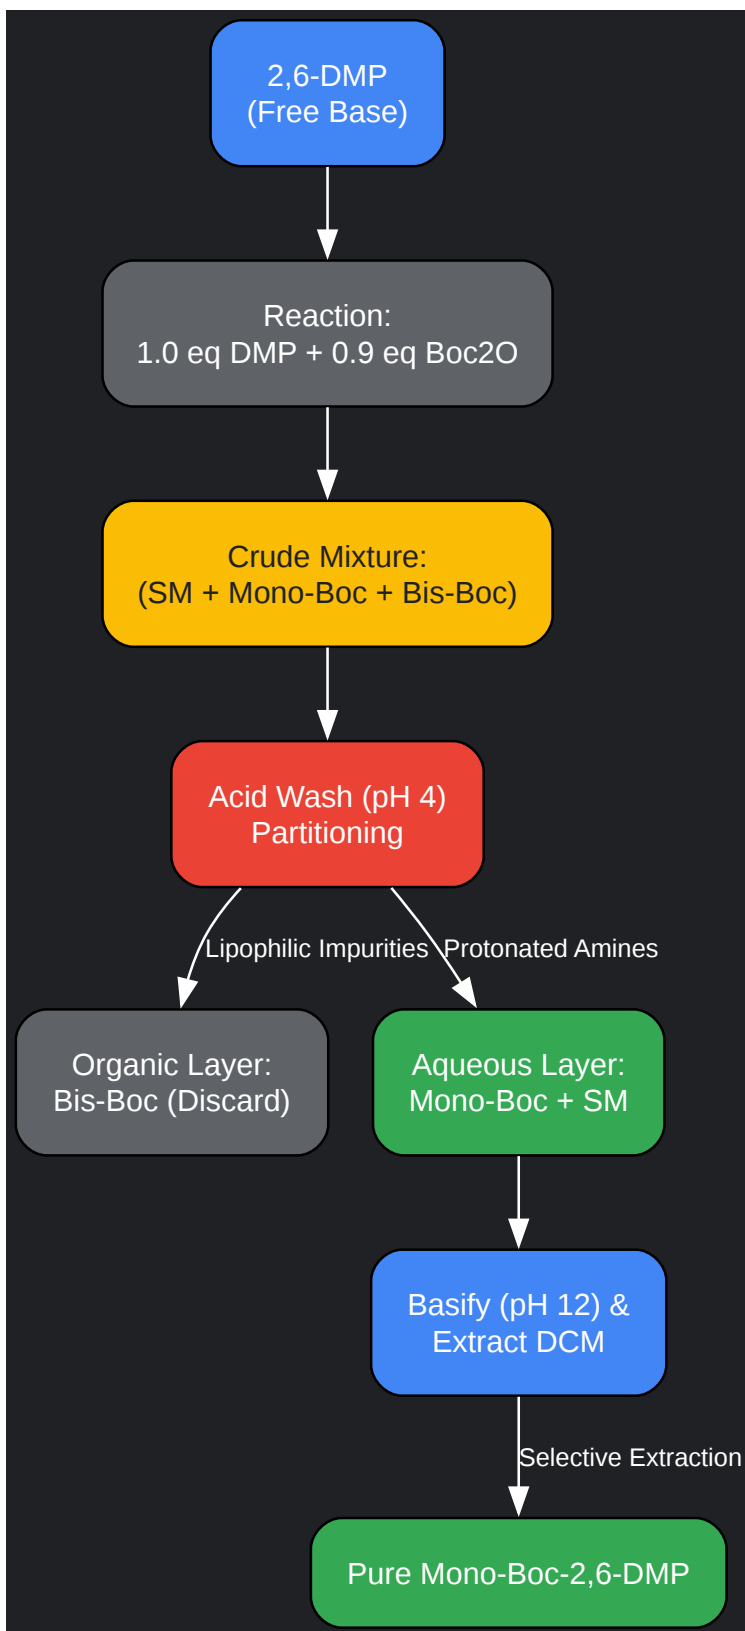 2,6-DMP
(Free Base)
Reaction:
1.0 eq DMP + 0.9 eq Boc2O
Crude Mixture:
(SM + Mono-Boc + Bis-Boc)
Acid Wash (pH 4)
Partitioning
Lipophilic Impurities
Protonated Amines
Organic Layer:
Bis-Boc (Discard)
Aqueous Layer:
Mono-Boc + SM
Basify (pH 12) &
Extract DCM
Selective Extraction
Pure Mono-Boc-2,6-DMP